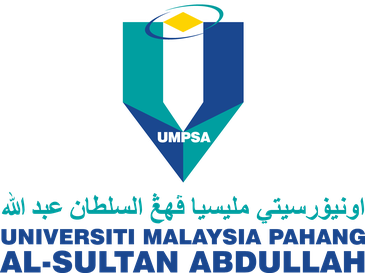 UMPSA
اونيۏرسيتي مليسيا ڤهڠ السلطان عبد الله
UNIVERSITI MALAYSIA PAHANG
AL-SULTAN ABDULLAH